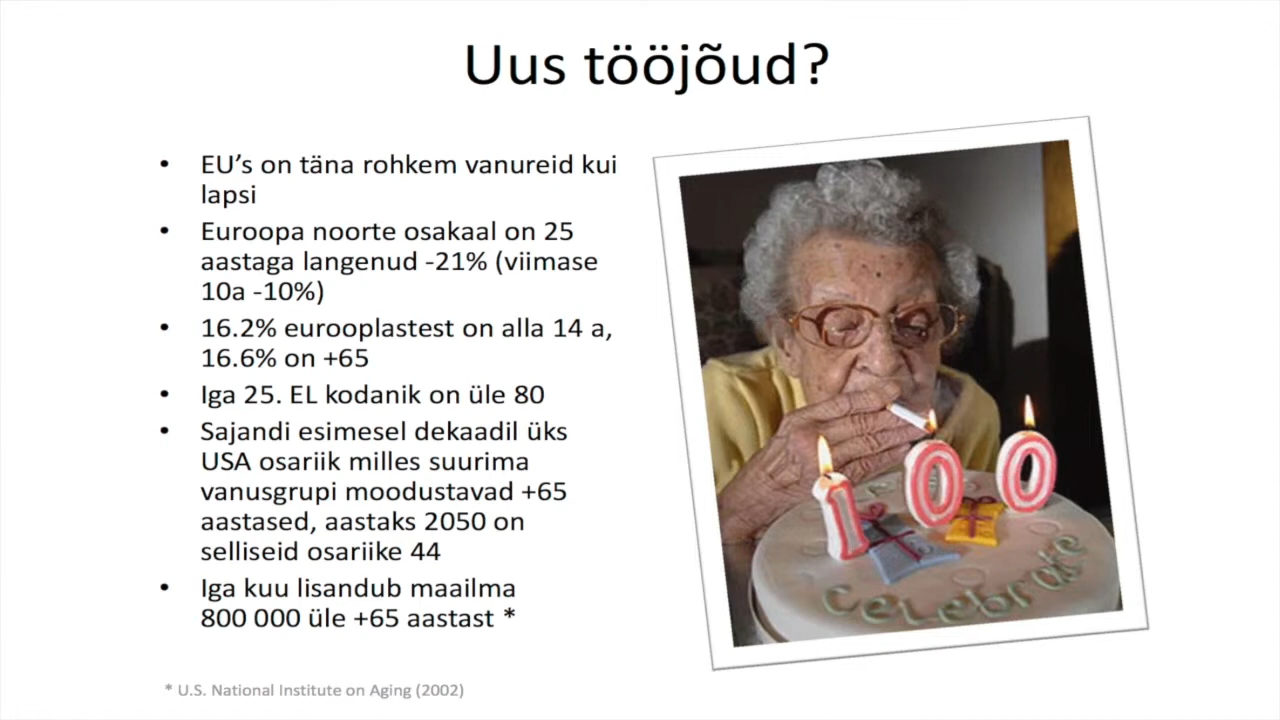 Uus tööjõud?
• EU’s on täna rohkem vanureid kui
lapsi
• Euroopa noorte osakaal on 25
aastaga langenud -21% (viimase
10a -10%)
• 16.2% eurooplastest on alla 14 a,
16.6% on +65
• Iga 25. EL kodanik on üle 80
• Sajandi esimesel dekaadil üks
USA osariik milles suurima
vanusgrupi moodustavad +65
aastased, aastaks 2050 on
selliseid osariike 44
• Iga kuu lisandub maailma
800 000 üle +65 aastast *
100
celebrate
* U.S. National Institute on Aging (2002)